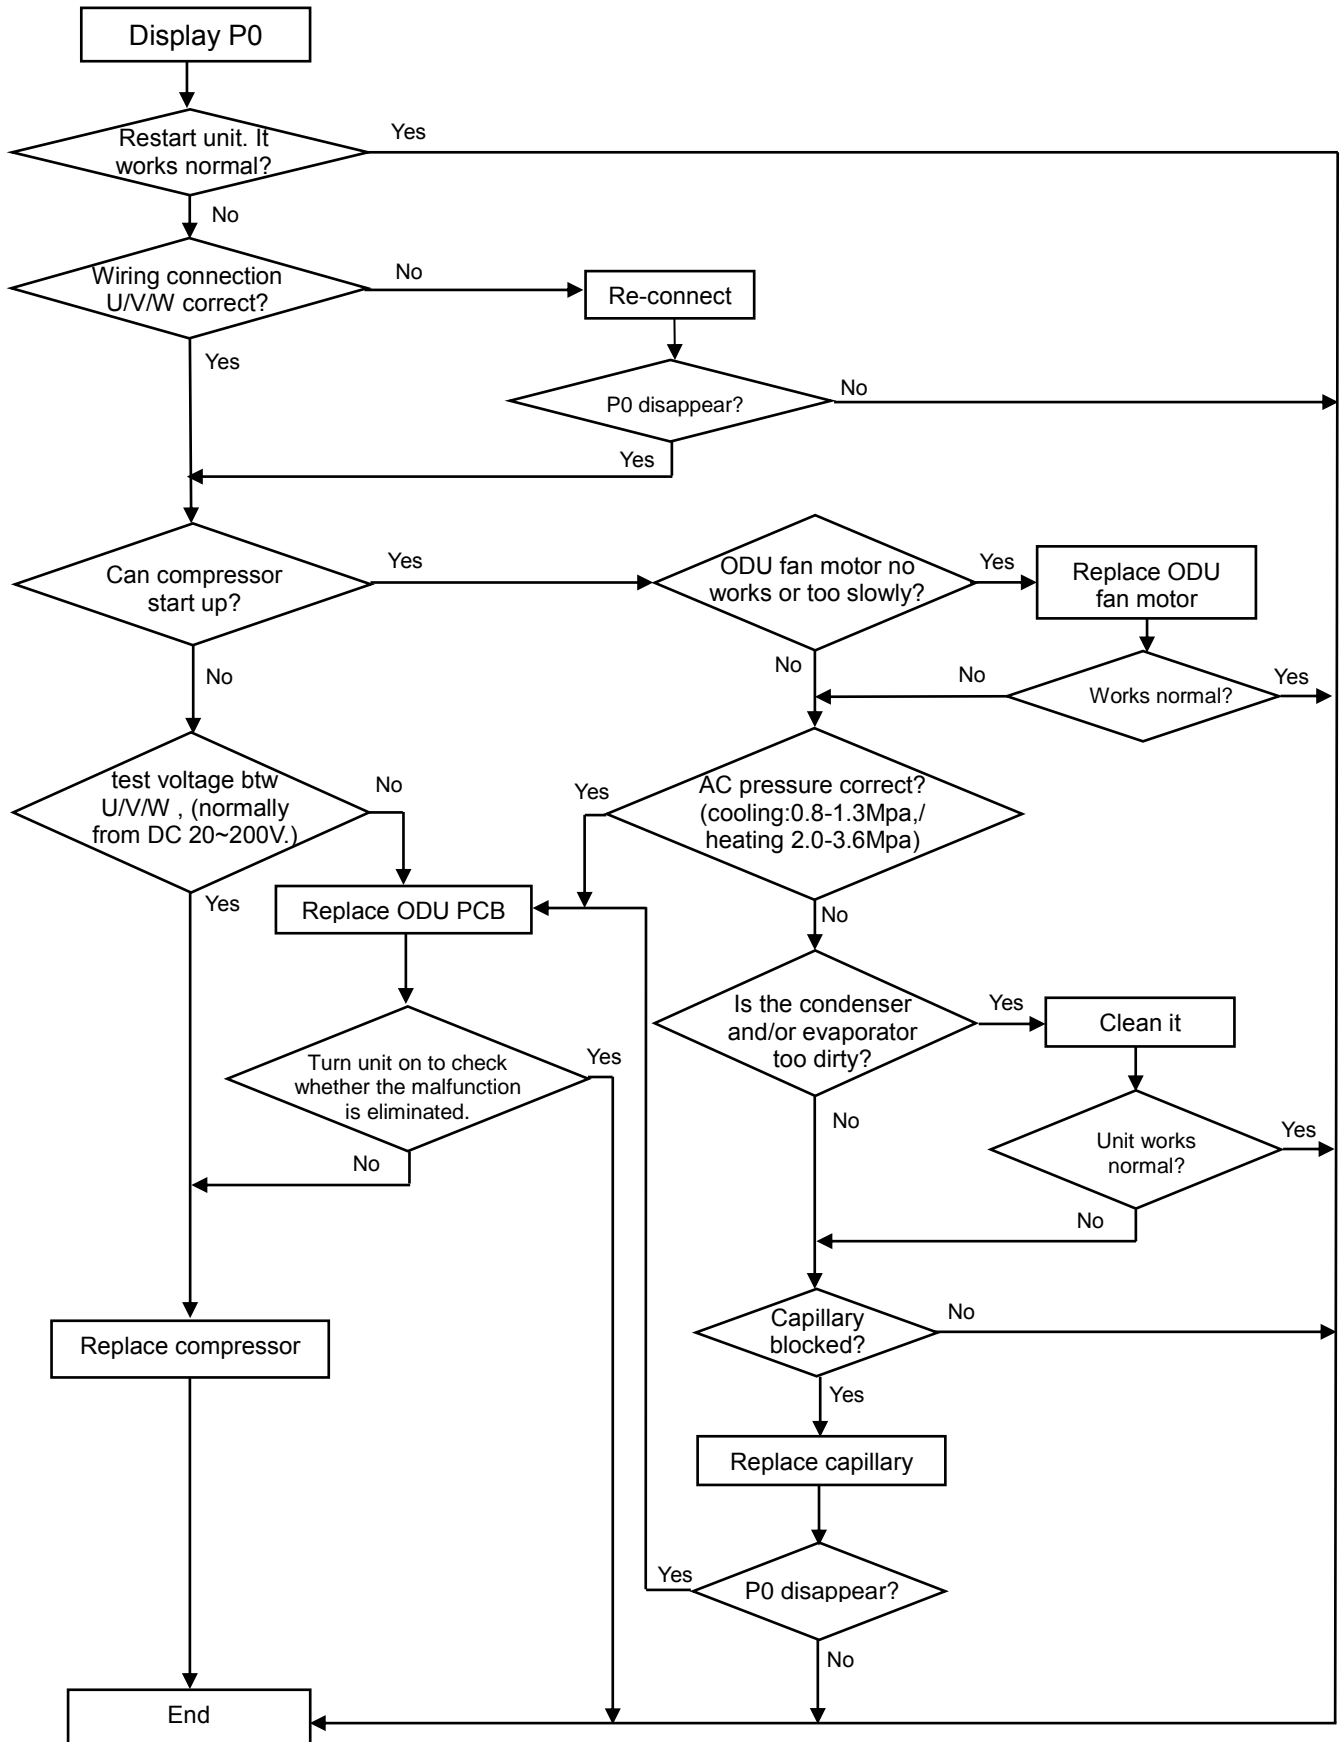 Display P0
Restart unit. It
works normal?
Yes
No
Wiring connection
U/V/W correct?
No
Re-connect
Yes
P0 disappear?
No
Yes
Can compressor
start up?
Yes
ODU fan motor no
works or too slowly?
Yes
Replace ODU
fan motor
No
No
No
Works normal?
Yes
test voltage btw
U/V/W , (normally
from DC 20~200V.)
No
Yes
AC pressure correct?
(cooling:0.8-1.3Mpa,/
heating 2.0-3.6Mpa)
Yes
Replace ODU PCB
No
Is the condenser
and/or evaporator
too dirty?
Yes
Clean it
Turn unit on to check
whether the malfunction
is eliminated.
Yes
No
No
Unit works
normal?
Yes
No
Capillary
blocked?
No
Replace compressor
Yes
Replace capillary
Yes
P0 disappear?
No
End